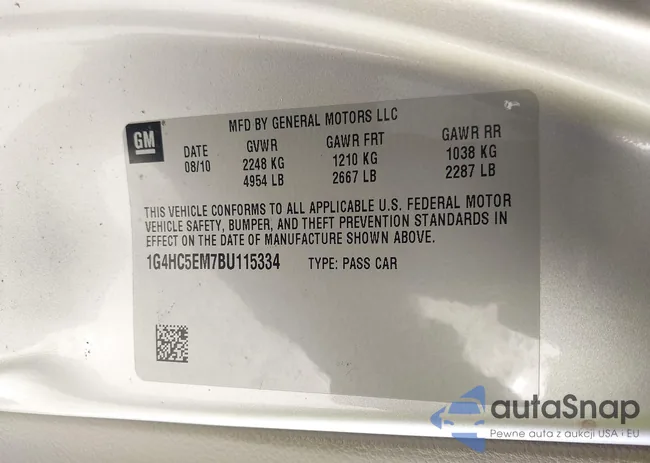 GM
MFD BY GENERAL MOTORS LLC
DATE GVWR GAWR FRT GAWR RR
08/10 2248 KG 1210 KG 1038 KG
4954 LB 2667 LB 2287 LB
THIS VEHICLE CONFORMS TO ALL APPLICABLE U.S. FEDERAL MOTOR
VEHICLE SAFETY, BUMPER, AND THEFT PREVENTION STANDARDS IN
EFFECT ON THE DATE OF MANUFACTURE SHOWN ABOVE.
1G4HC5EM7BU115334 TYPE: PASS CAR
autaSnap
Pewne auta z aukcji USA i EU